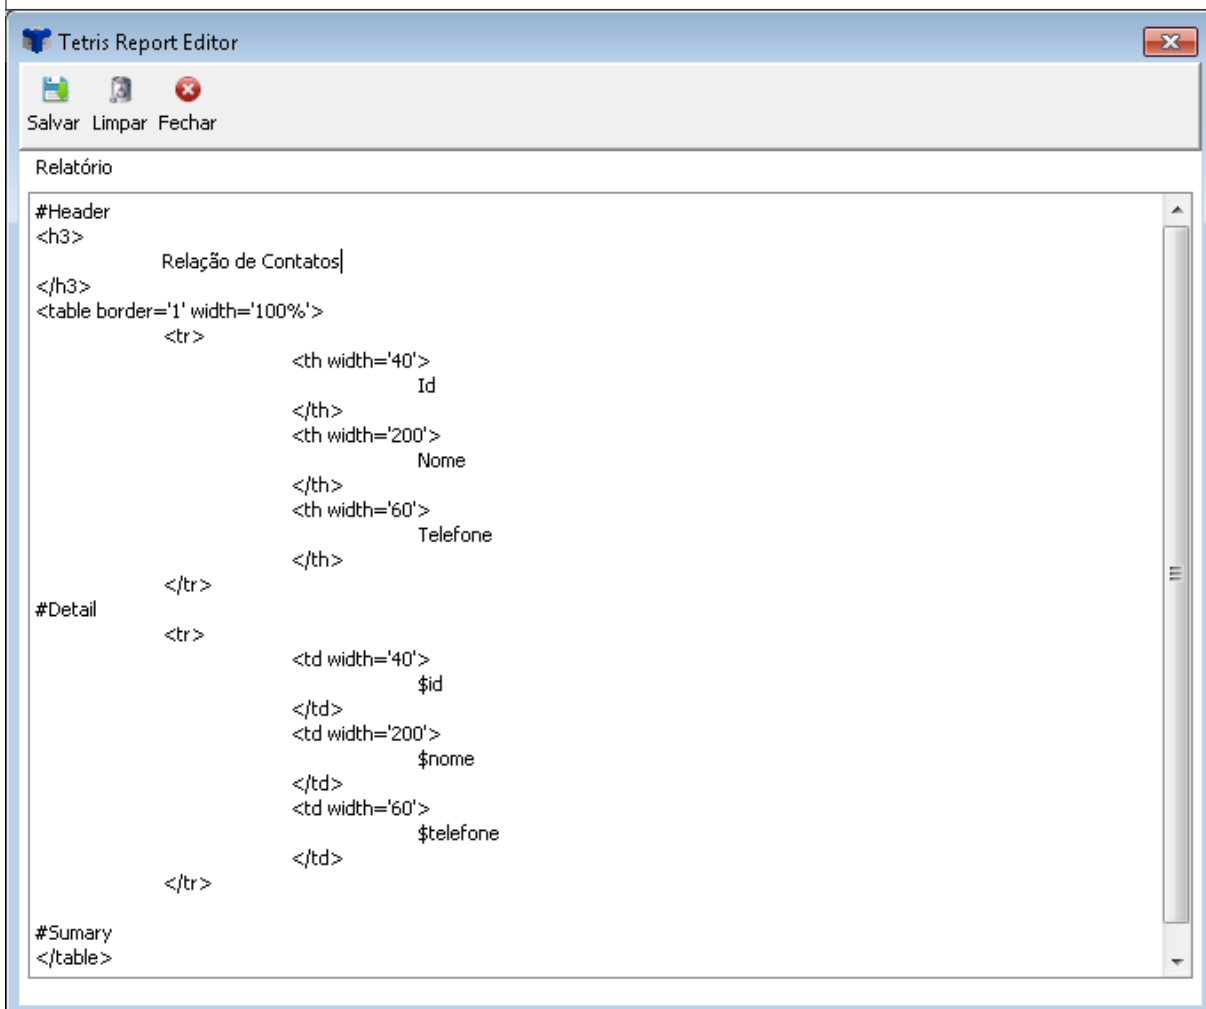 Tetris Report Editor
Salvar Limpar Fechar
Relatório
#Header
<h3>
Relação de Contatos
</h3>
<table border='1' width='100%'>
<tr>
<th width='40'>
Id
</th>
<th width='200'>
Nome
</th>
<th width='60'>
Telefone
</th>
</tr>
#Detail
<tr>
<td width='40'>
$id
</td>
<td width='200'>
$nome
</td>
<td width='60'>
$telefone
</td>
</tr>
#Sumary
</table>